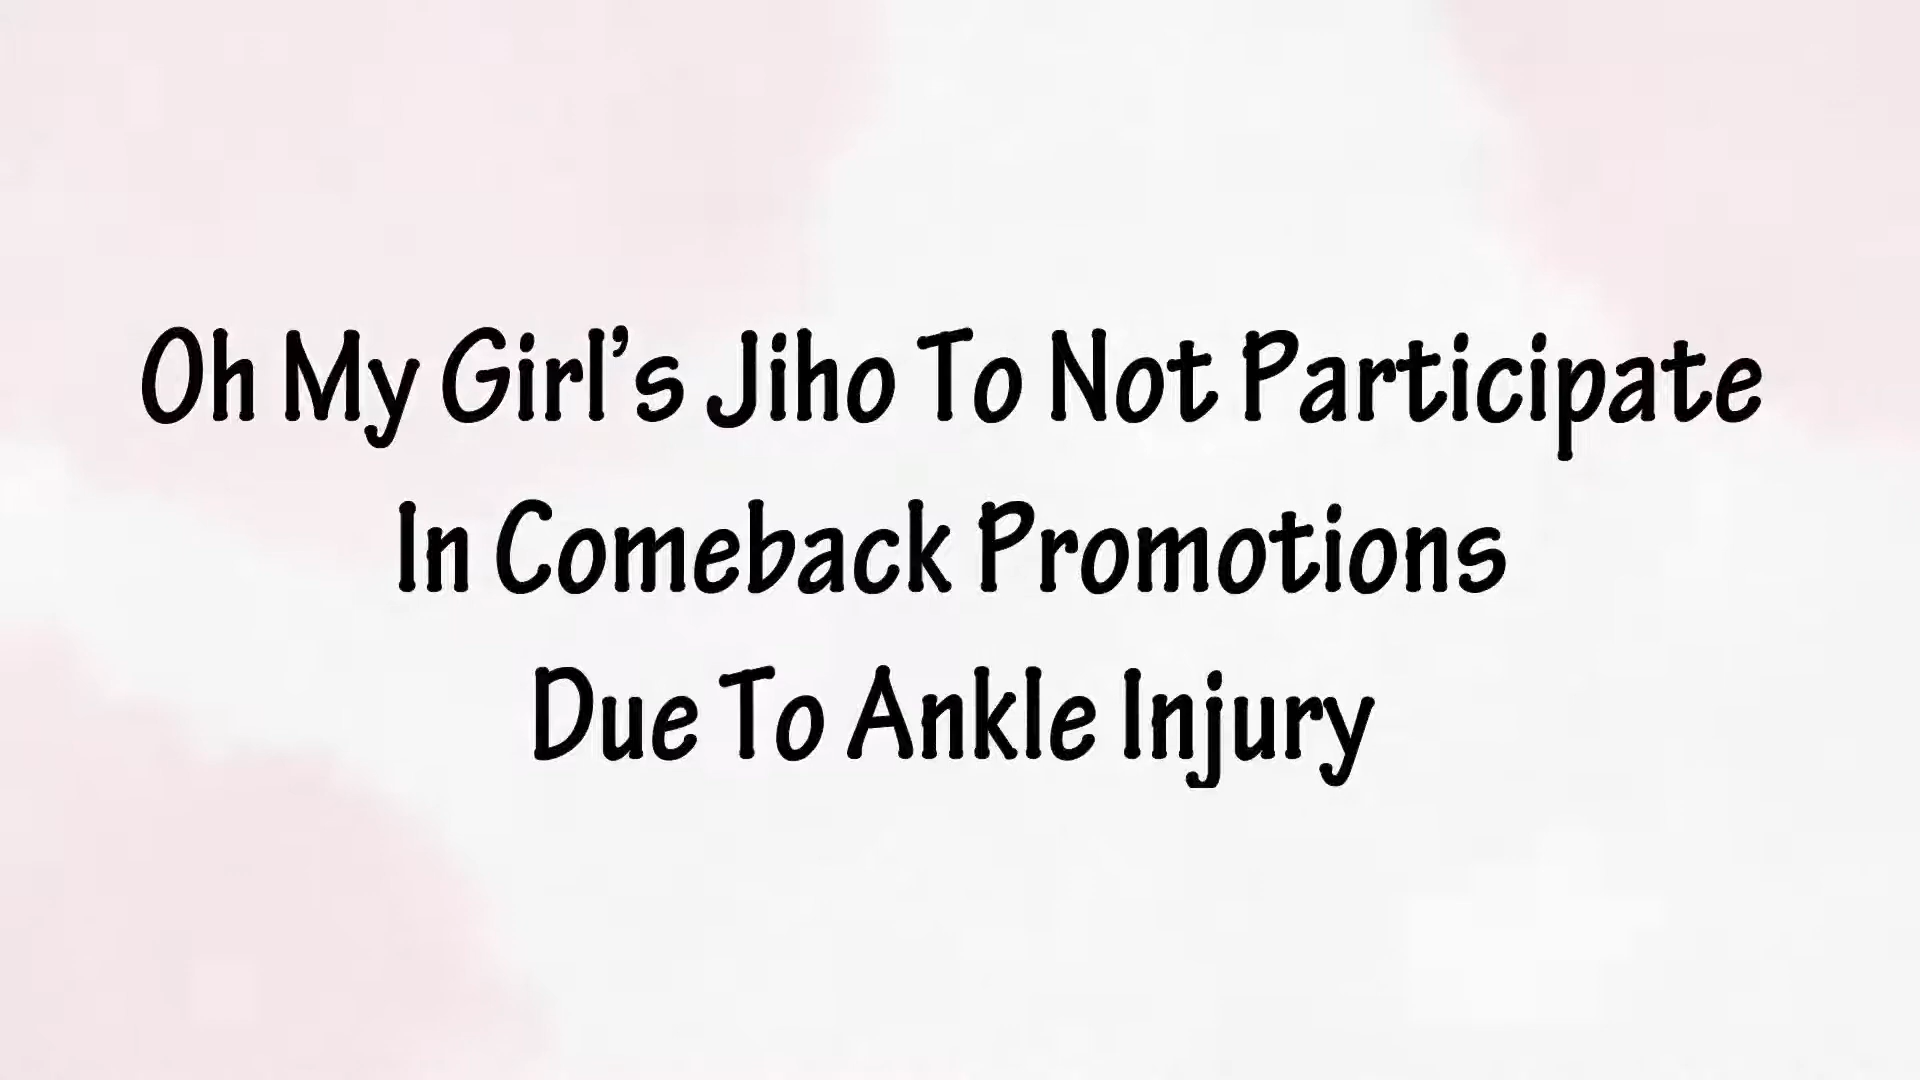 Oh My Girl’s Jiho To Not Participate
In Comeback Promotions
Due To Ankle Injury